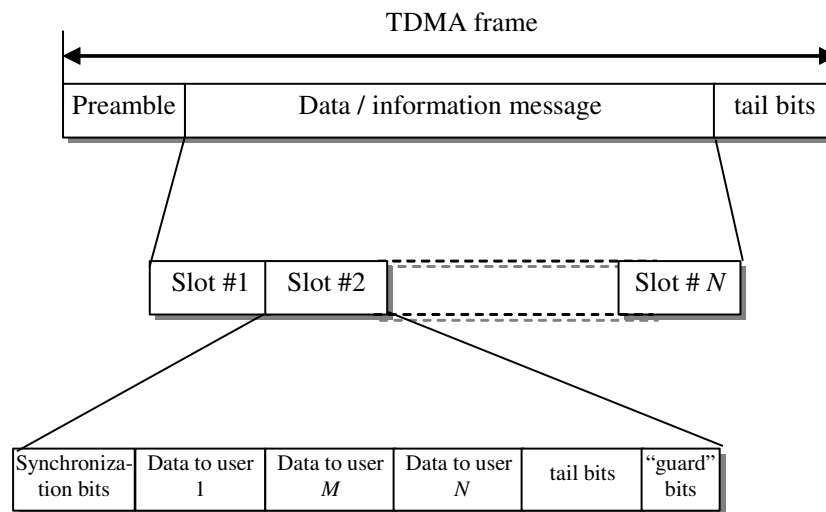 TDMA frame
Preamble
Data / information message
tail bits
Slot #1
Slot #2
Slot # N
Synchroniza-
tion bits
Data to user
1
Data to user
M
Data to user
N
tail bits
“guard”
bits